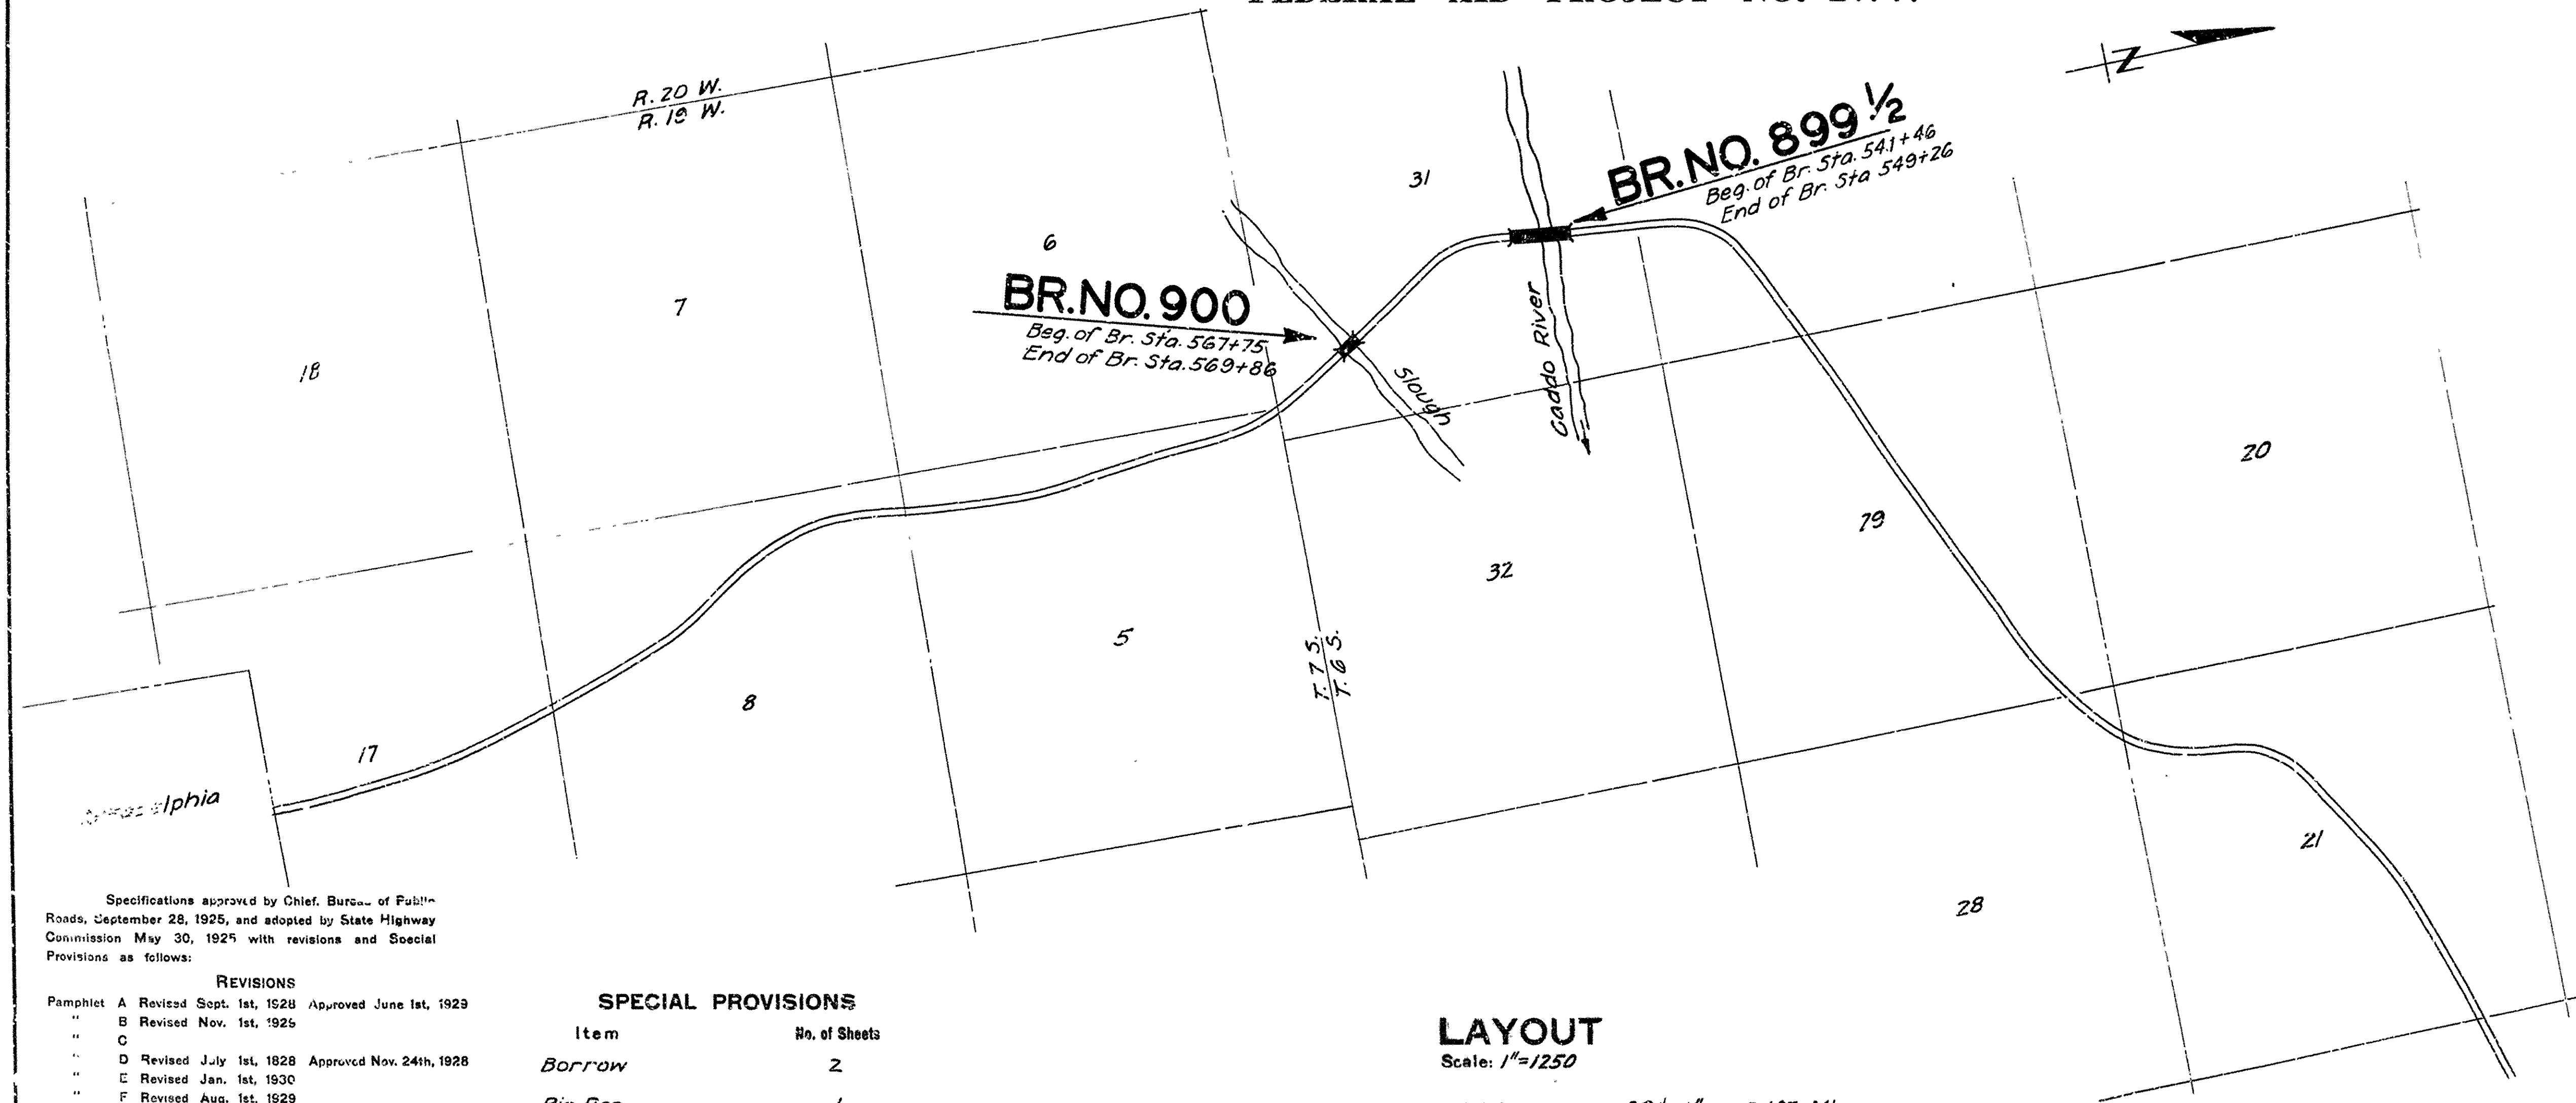 N
R. 20 W.
R. 19 W.
BR. NO. 899 1/2
Beg. of Br. Sta. 541+46
End of Br. Sta 549+26
31
6
7
18
BR. NO. 900
Beg. of Br. Sta. 567+75
End of Br. Sta. 569+86
Slough
Caddo River
20
29
32
5
T. 7 S.
T. 6 S.
8
17
21
28
Specifications approved by Chief. Bureau of Public
Roads, September 28, 1925, and adopted by State Highway
Commission May 30, 1925 with revisions and Special
Provisions as follows:
REVISIONS
Pamphlet A Revised Sept. 1st, 1928 Approved June 1st, 1929
" B Revised Nov. 1st, 1929
" C
" D Revised July 1st, 1828 Approved Nov. 24th, 1928
" E Revised Jan. 1st, 1930
" F Revised Aug. 1st, 1929
SPECIAL PROVISIONS
Item No. of Sheets
Borrow 2
LAYOUT
Scale: 1"=1250